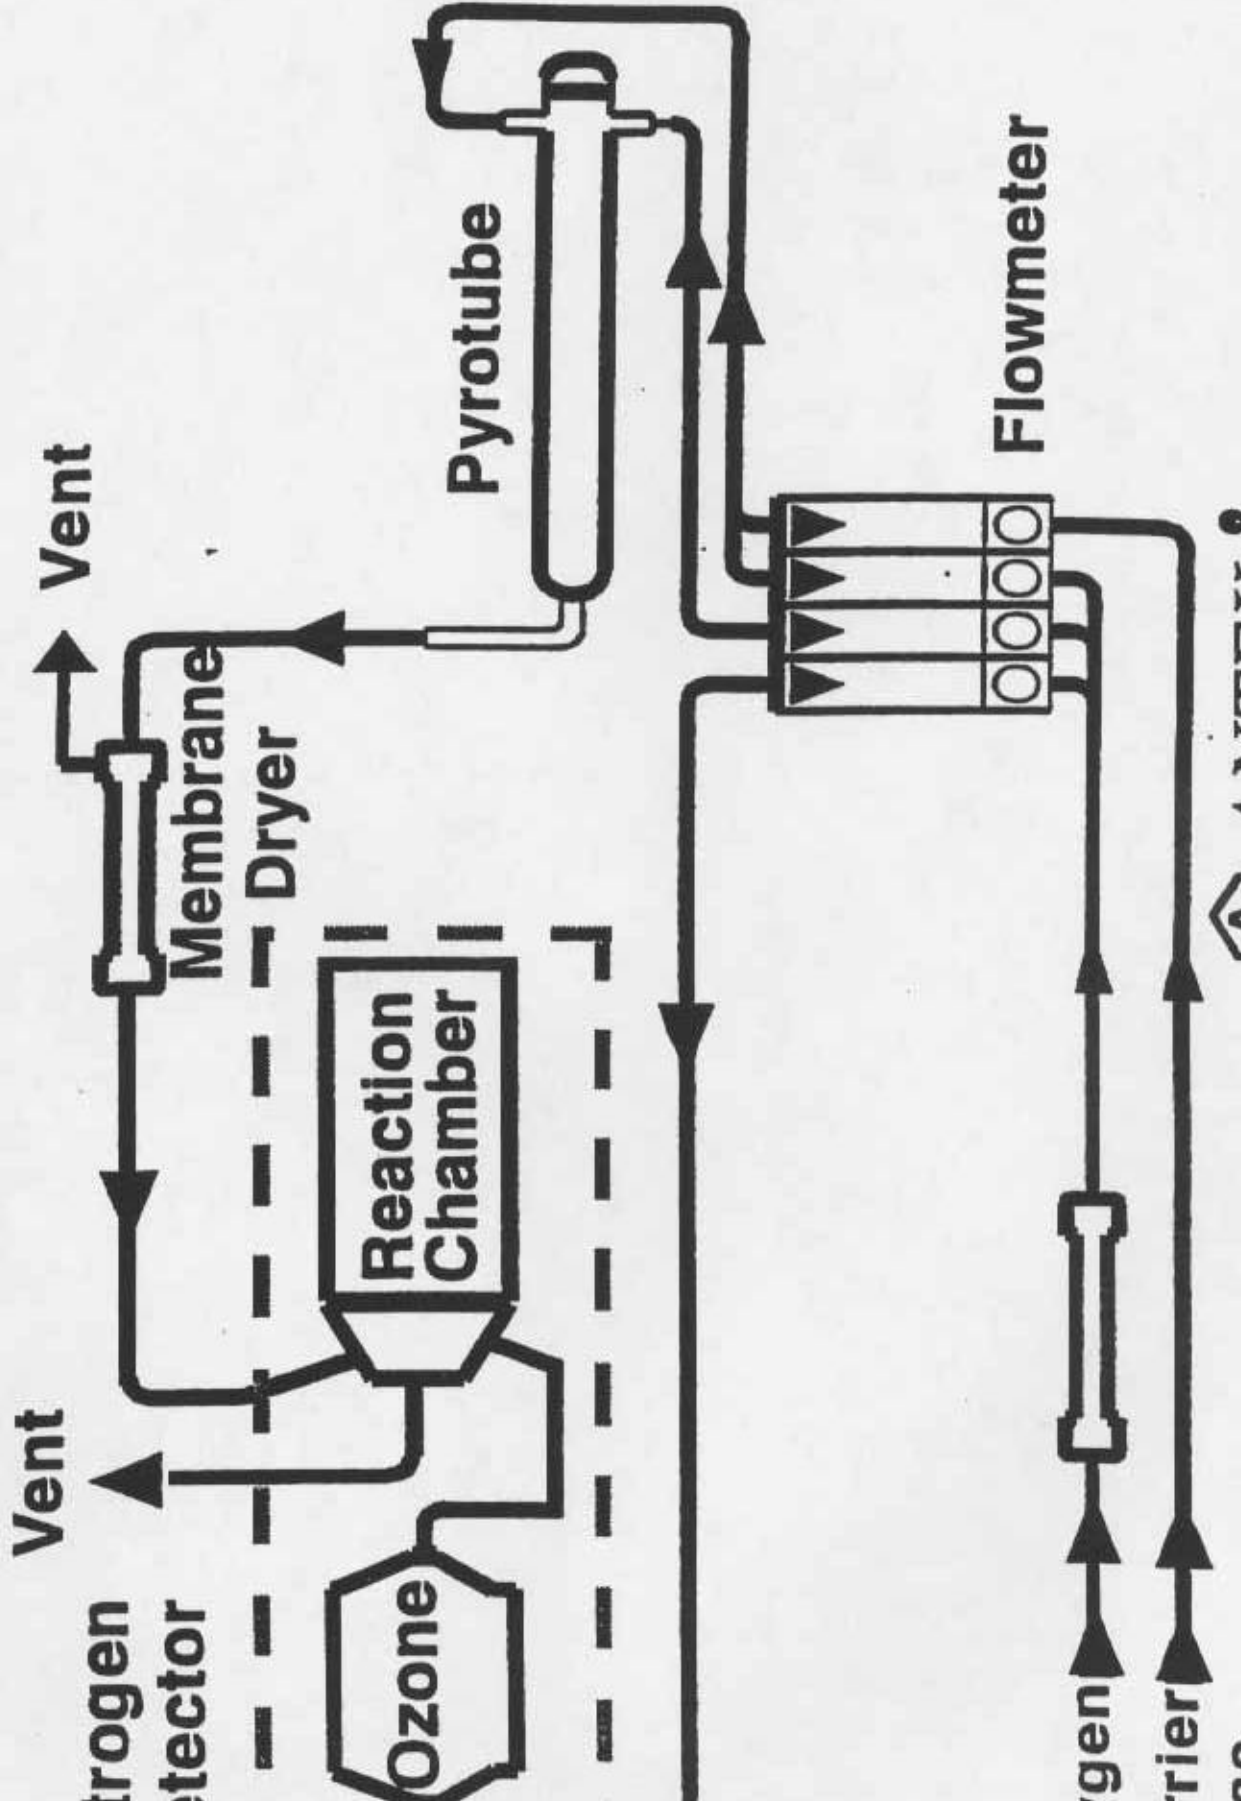 Vent
Vent
Membrane
Dryer
Pyrotube
Flowmeter
Reaction
Chamber
Ozone
trogen
tector
ygen
rrier